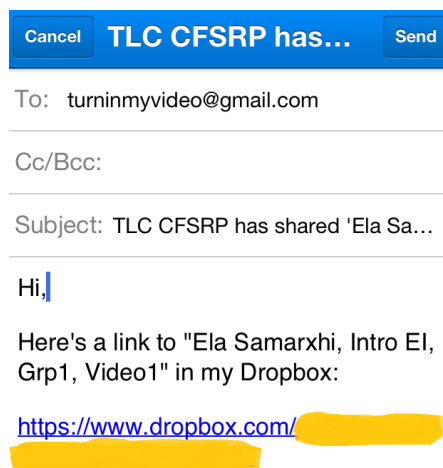 Cancel TLC CFSRP has... Send
To: turninmyvideo@gmail.com
Cc/Bcc:
Subject: TLC CFSRP has shared 'Ela Sa...
Hi,
Here's a link to "Ela Samarxhi, Intro EI,
Grp1, Video1" in my Dropbox:
https://www.dropbox.com/